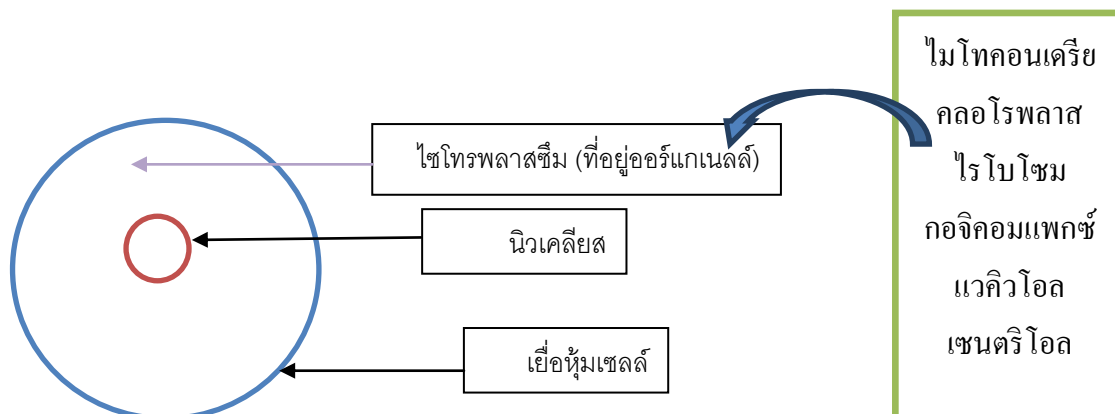 ไมโทคอนเดรีย
คลอโรพลาส
ไรโบโซม
กอจิคอมแพกซ์
แวคิวโอล
เซนตริโอล
ไซโทรพลาสซึม (ที่อยู่ออร์แกเนลล์)
นิวเคลียส
เยื่อหุ้มเซลล์